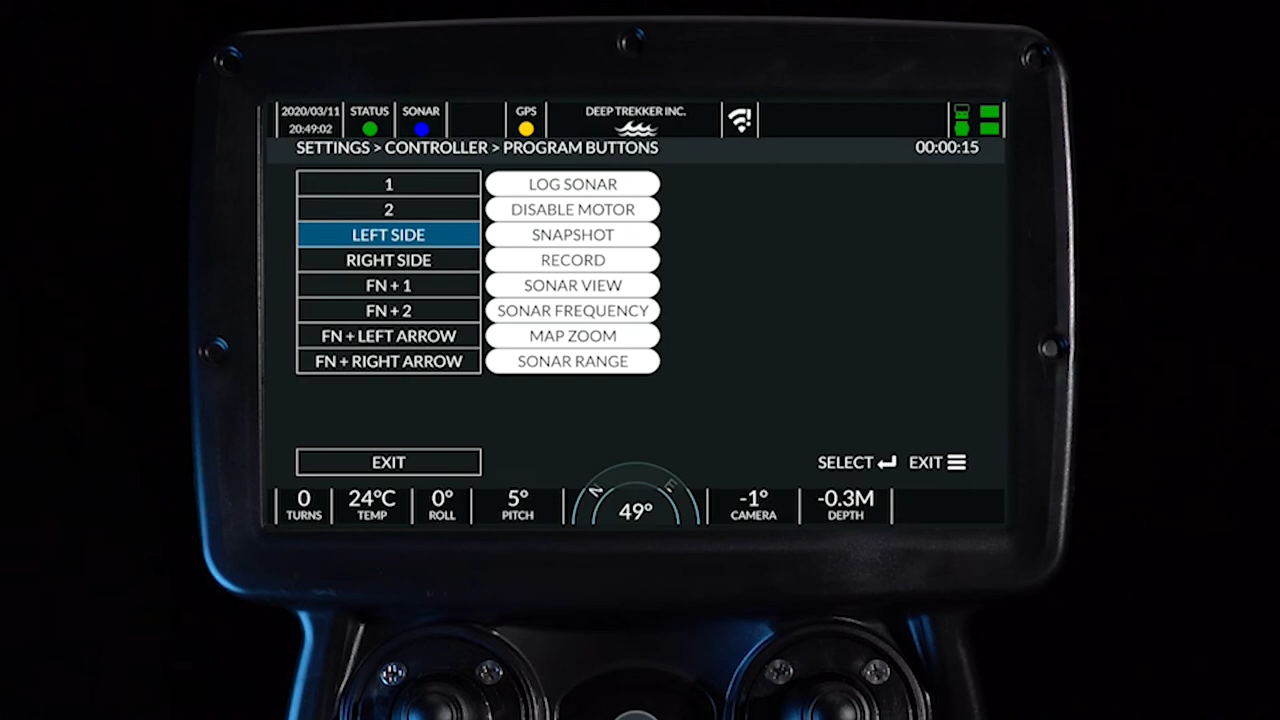 2020/03/11 STATUS SONAR GPS DEEP TREKKER INC.
20:49:02
SETTINGS > CONTROLLER > PROGRAM BUTTONS 00:00:15
1 LOG SONAR
2 DISABLE MOTOR
LEFT SIDE SNAPSHOT
RIGHT SIDE RECORD
FN + 1 SONAR VIEW
FN + 2 SONAR FREQUENCY
FN + LEFT ARROW MAP ZOOM
FN + RIGHT ARROW SONAR RANGE
EXIT SELECT EXIT
N E
0 24°C 0° 5° 49° -1° -0.3M
TURNS TEMP ROLL PITCH CAMERA DEPTH